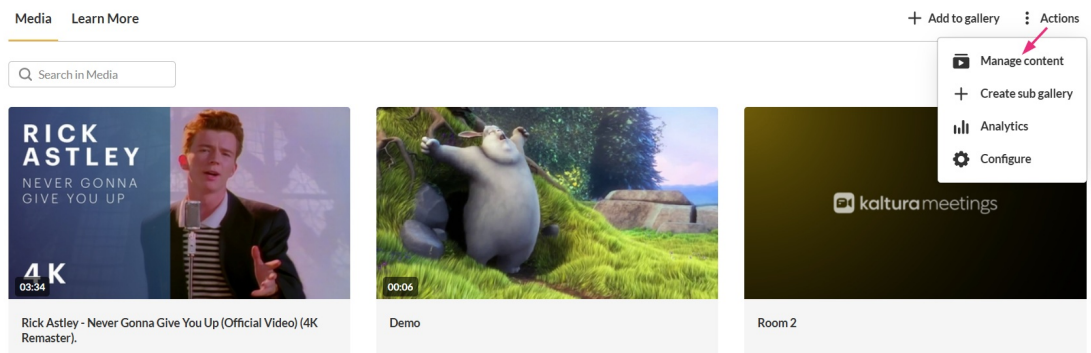 Media Learn More + Add to gallery Actions
Search in Media
Manage content
Create sub gallery
Analytics
Configure
RICK
ASTLEY
NEVER GONNA
GIVE YOU UP
4K
03:34
00:06
kaltura meetings
Rick Astley - Never Gonna Give You Up (Official Video) (4K
Remaster).
Demo
Room 2